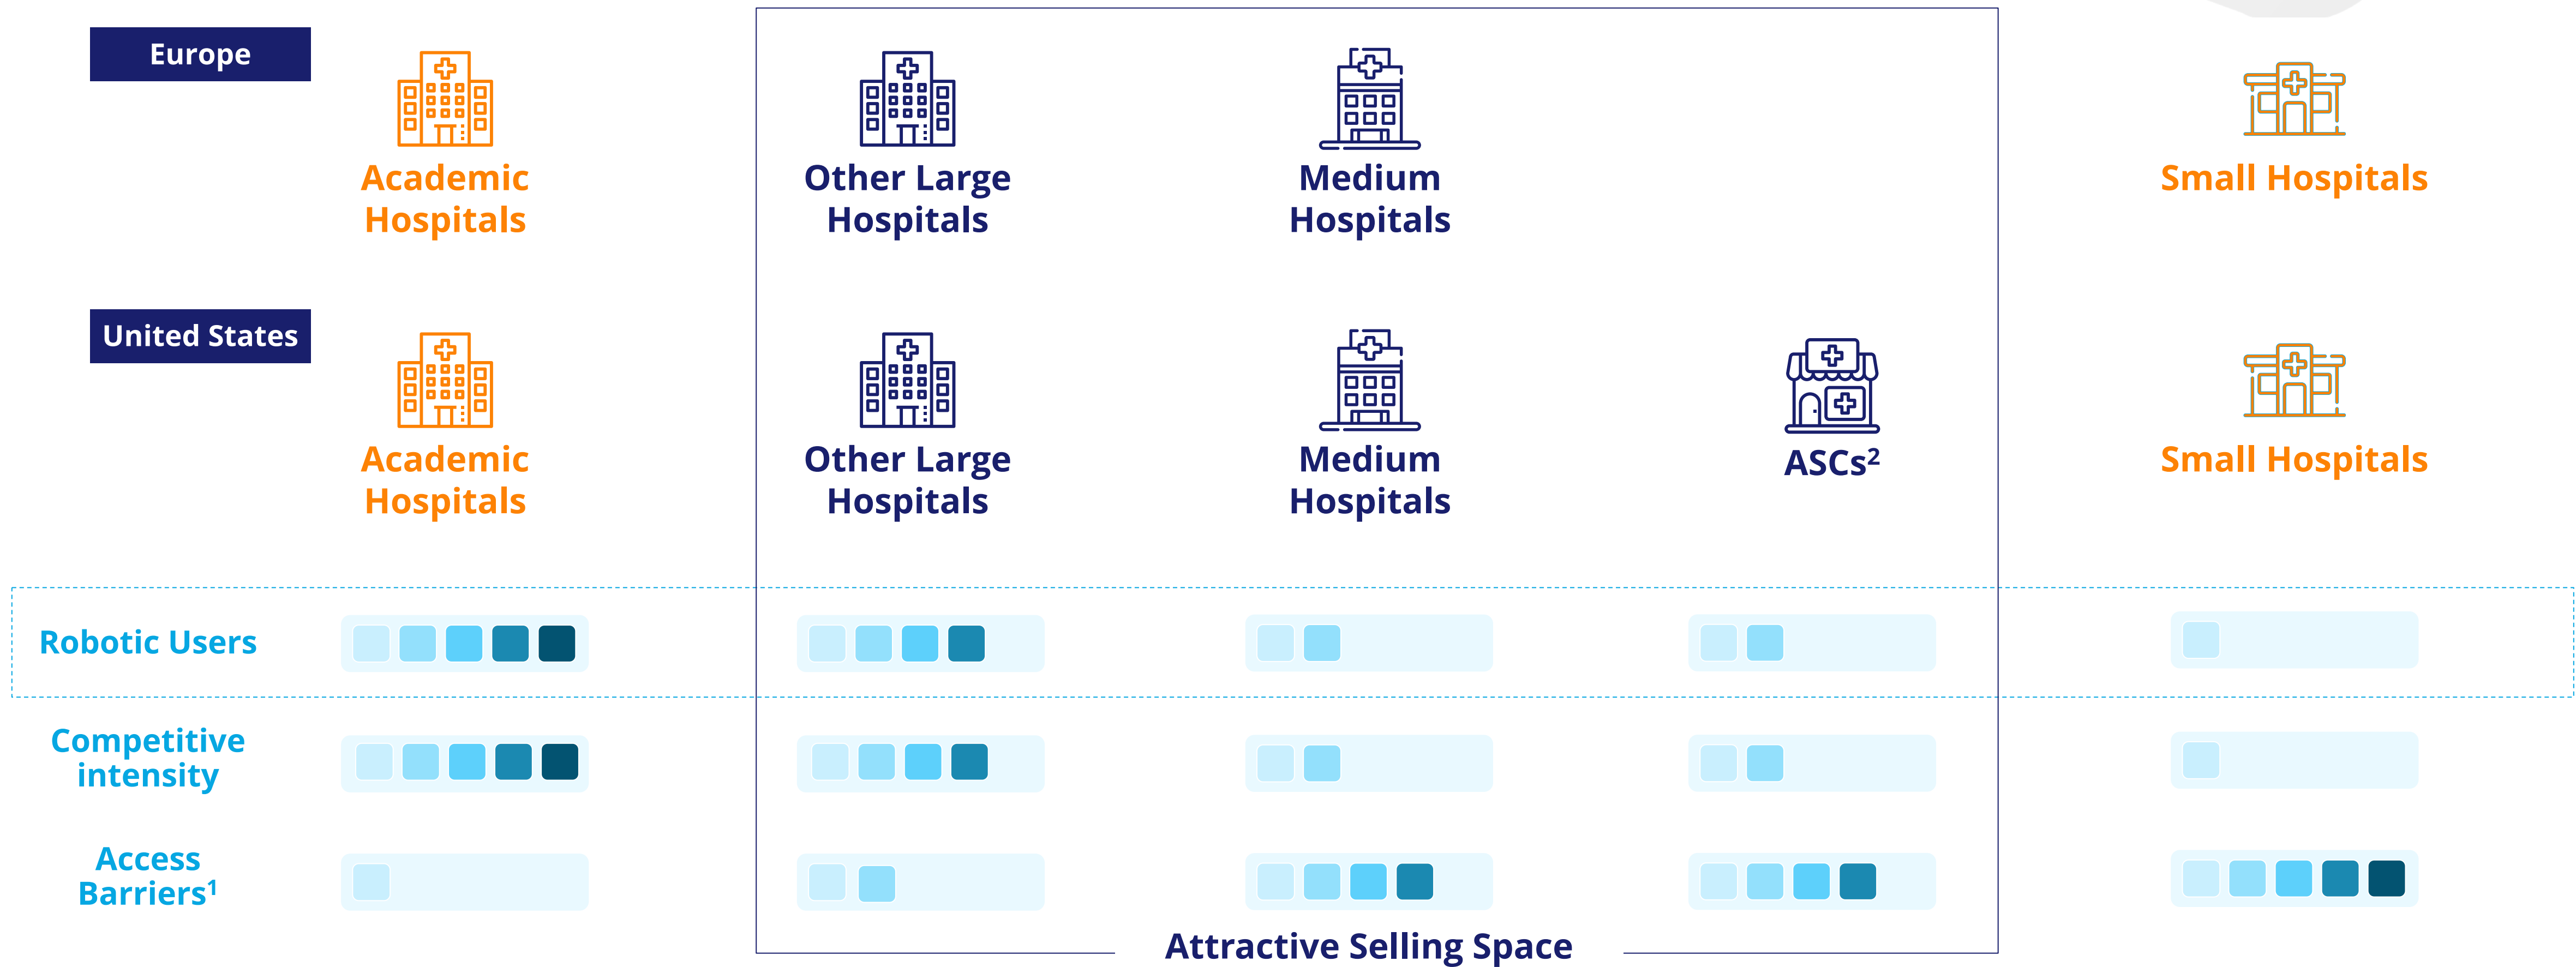 Europe
Academic
Hospitals
Other Large
Hospitals
Medium
Hospitals
Small Hospitals
United States
Academic
Hospitals
Other Large
Hospitals
Medium
Hospitals
ASCs²
Small Hospitals
Robotic Users
Competitive
intensity
Access
Barriers¹
Attractive Selling Space